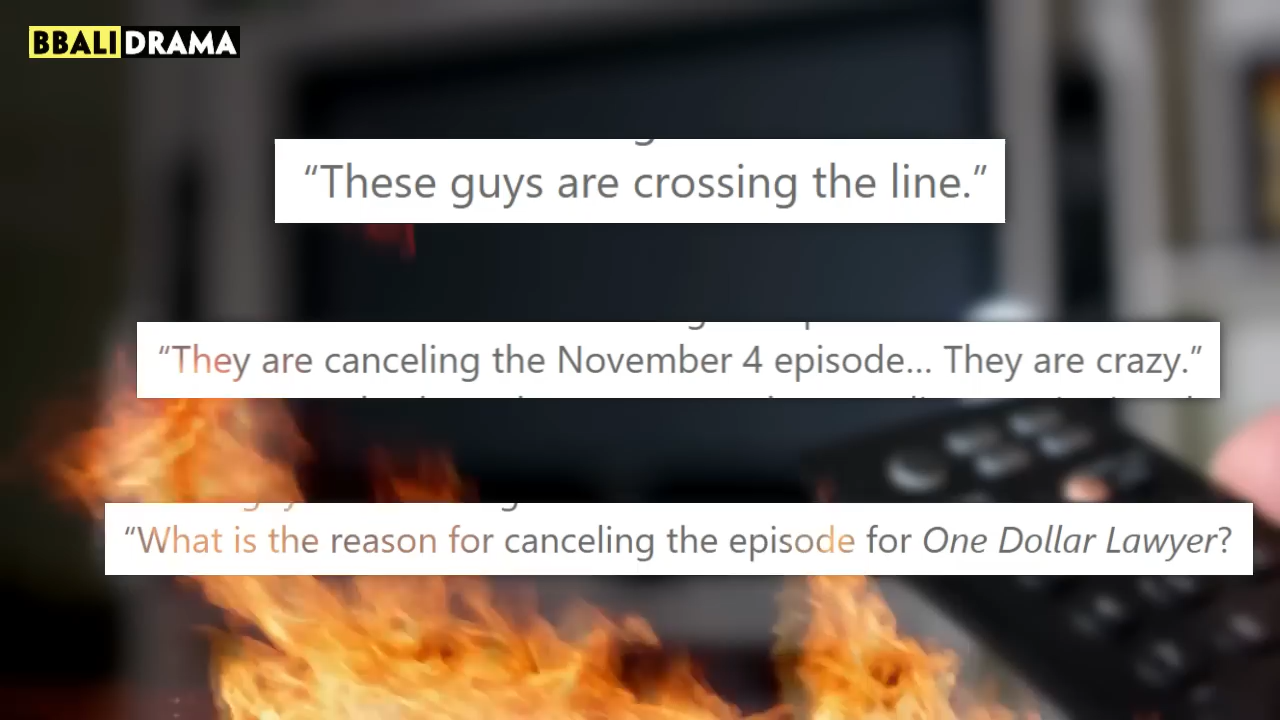 BBALI DRAMA
“These guys are crossing the line.”
“They are canceling the November 4 episode... They are crazy.”
“What is the reason for canceling the episode for One Dollar Lawyer?